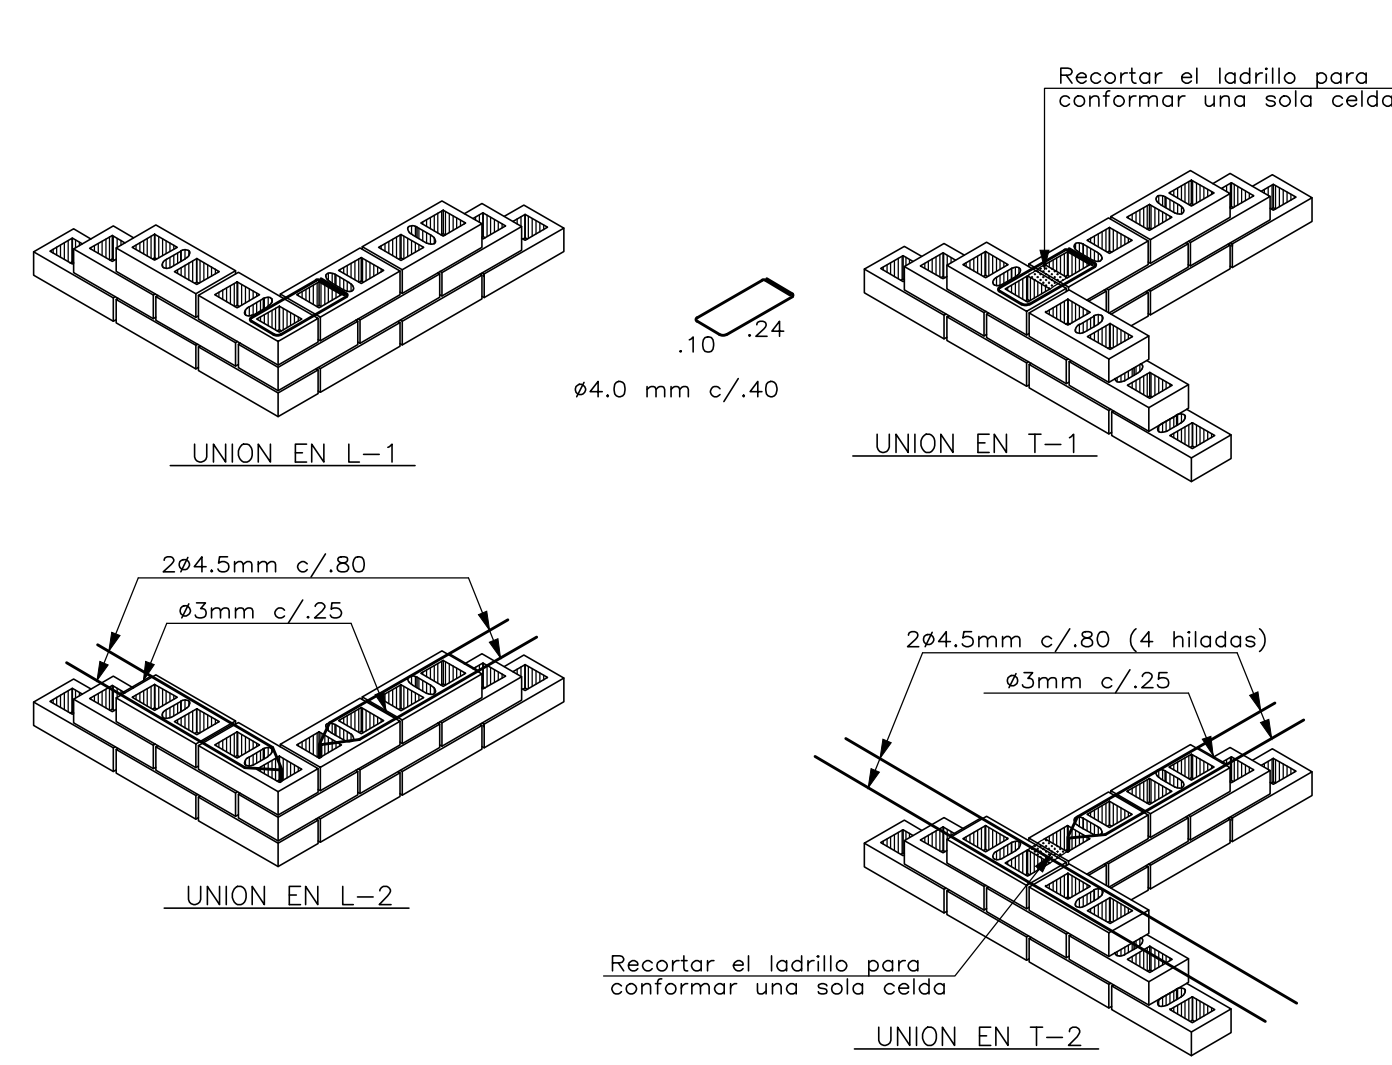 Recortar el ladrillo para
conformar una sola celda
.24
.10
ø4.0 mm c/.40
UNION EN L-1
UNION EN T-1
2ø4.5mm c/.80
ø3mm c/.25
2ø4.5mm c/.80 (4 hiladas)
ø3mm c/.25
UNION EN L-2
Recortar el ladrillo para
conformar una sola celda
UNION EN T-2